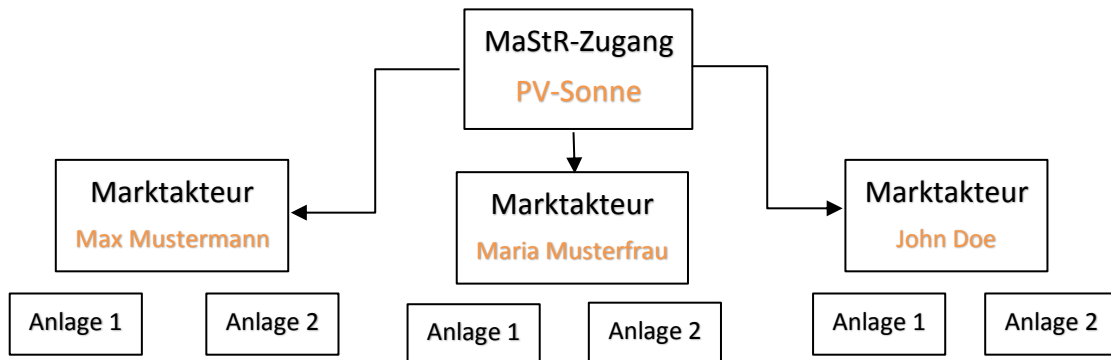 MaStR-Zugang
PV-Sonne
Marktakteur
Max Mustermann
Marktakteur
Maria Musterfrau
Marktakteur
John Doe
Anlage 1
Anlage 2
Anlage 1
Anlage 2
Anlage 1
Anlage 2